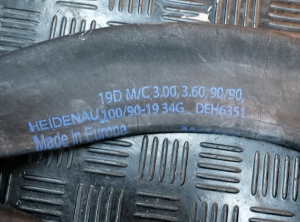 19D M/C 3.00, 3.60, 90/90,
HEIDENAU 100/90-19 34G DEH6351
Made in Europe